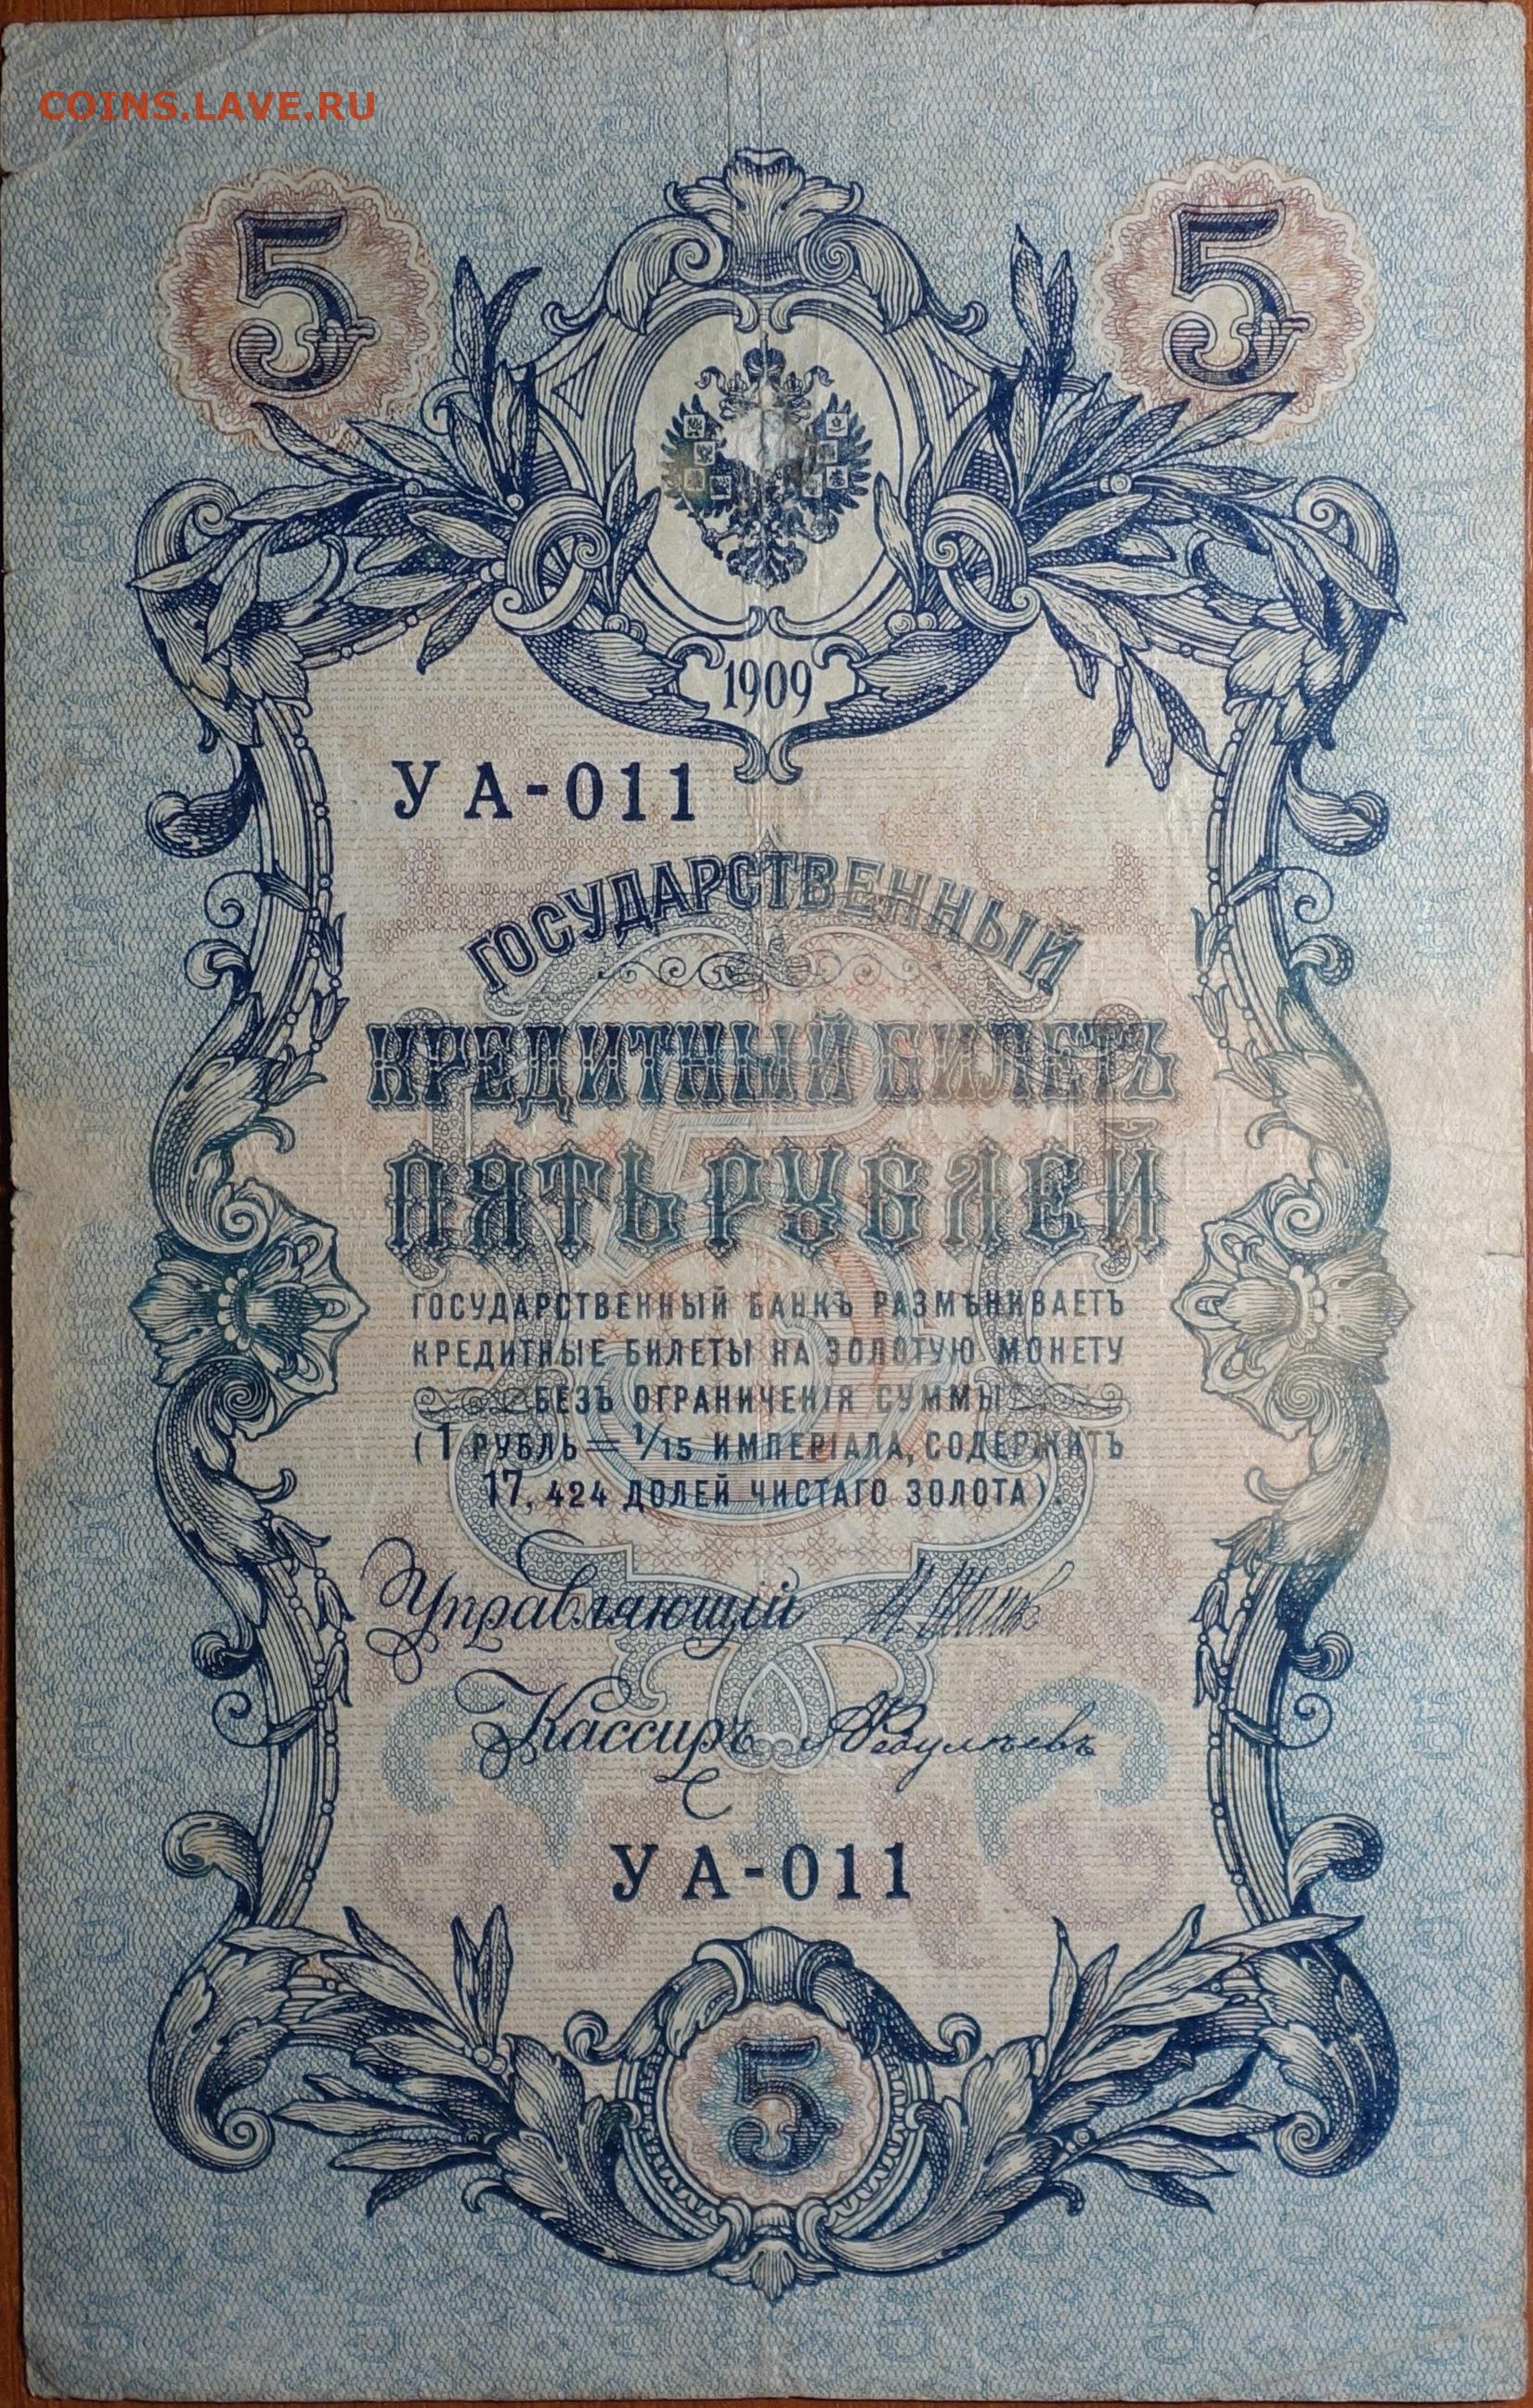 COINS.LAVE.RU
5 5
1909
УА-011
ГОСУДАРСТВЕННЫЙ
КРЕДИТНЫЙ БИЛЕТЪ
ПЯТЬ РУБЛЕЙ
ГОСУДАРСТВЕННЫЙ БАНКЪ РАЗМѢНИВАЕТЪ
КРЕДИТНЫЕ БИЛЕТЫ НА ЗОЛОТУЮ МОНЕТУ
БЕЗЪ ОГРАНИЧЕНІЯ СУММЫ
(1 РУБЛЬ = 1/15 ИМПЕРІАЛА, СОДЕРЖИТЪ
17,424 ДОЛЕЙ ЧИСТАГО ЗОЛОТА).
Управляющій И. Шипов
Кассиръ
УА-011
5